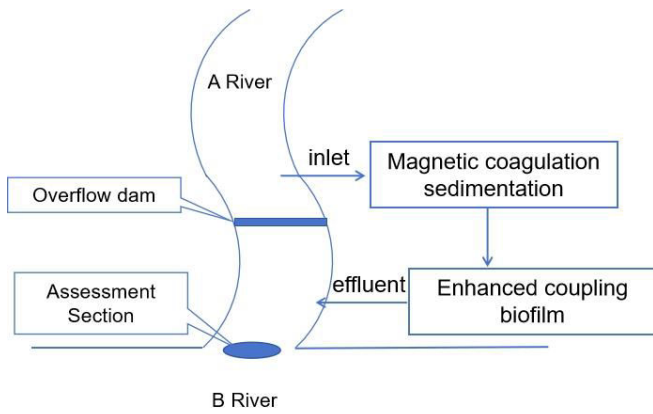 A River
inlet
Magnetic coagulation
sedimentation
Overflow dam
Assessment
Section
effluent
Enhanced coupling
biofilm
B River